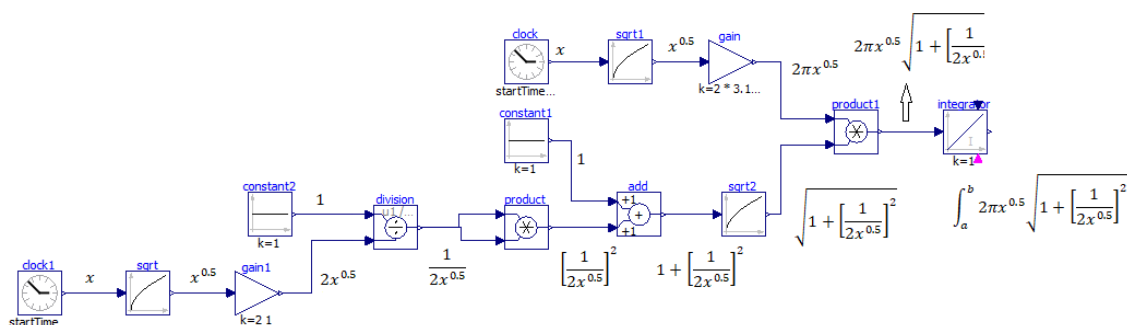 clock
x
sqrt1
x^0.5
gain
2πx^0.5
2πx^0.5 √(1 + [1/(2x^0.5
startTime...
k=2 * 3.1...
product1
integrator
constant1
k=1
1
k=1
I
∫_a^b 2πx^0.5 √(1 + [1/(2x^0.5)]^2)
constant2
1
k=1
division
u1/...
product
add
+1
+1
sqrt2
√(1 + [1/(2x^0.5)]^2)
1/(2x^0.5)
[1/(2x^0.5)]^2
1 + [1/(2x^0.5)]^2
clock1
x
sqrt
x^0.5
gain1
2x^0.5
startTime
k=2 1